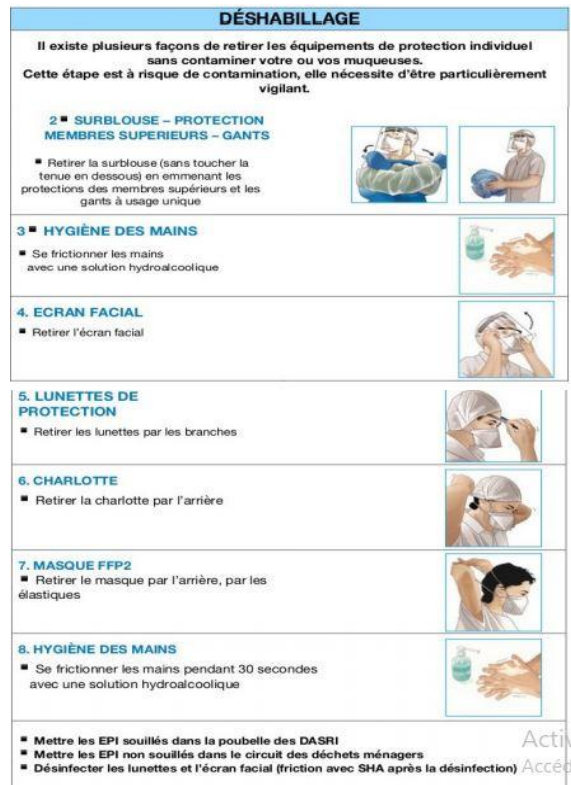 DÉSHABILLAGE
Il existe plusieurs façons de retirer les équipements de protection individuel
sans contaminer votre ou vos muqueuses.
Cette étape est à risque de contamination, elle nécessite d'être particulièrement
vigilant.
2 ▪ SURBLOUSE – PROTECTION
MEMBRES SUPERIEURS – GANTS
▪ Retirer la surblouse (sans toucher la
tenue en dessous) en emmenant les
protections des membres supérieurs et les
gants à usage unique
3 ▪ HYGIÈNE DES MAINS
▪ Se frictionner les mains
avec une solution hydroalcoolique
4. ECRAN FACIAL
▪ Retirer l'écran facial
5. LUNETTES DE
PROTECTION
▪ Retirer les lunettes par les branches
6. CHARLOTTE
▪ Retirer la charlotte par l'arrière
7. MASQUE FFP2
▪ Retirer le masque par l'arrière, par les
élastiques
8. HYGIÈNE DES MAINS
▪ Se frictionner les mains pendant 30 secondes
avec une solution hydroalcoolique
▪ Mettre les EPI souillés dans la poubelle des DASRI
▪ Mettre les EPI non souillés dans le circuit des déchets ménagers
▪ Désinfecter les lunettes et l'écran facial (friction avec SHA après la désinfection)
Activ
Accéd